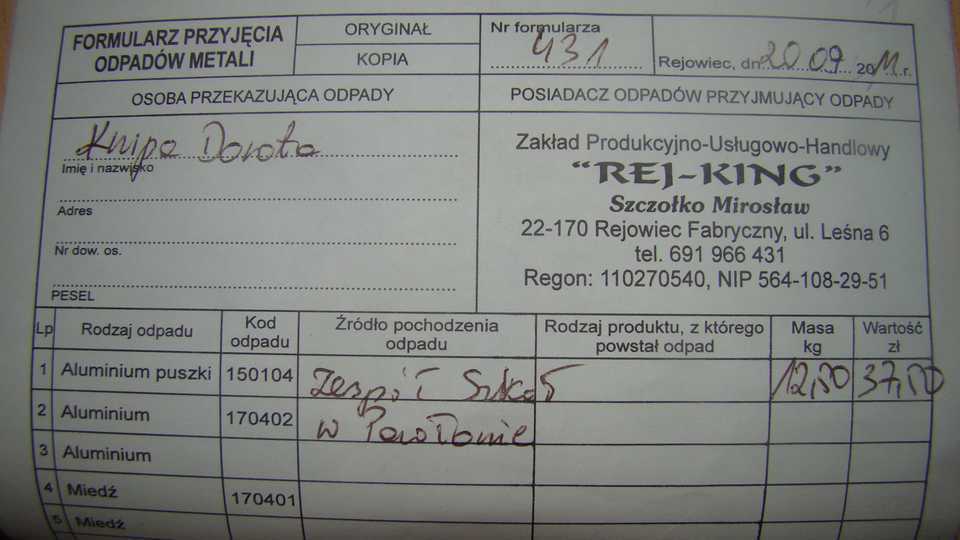 FORMULARZ PRZYJĘCIA
ODPADÓW METALI
ORYGINAŁ
KOPIA
Nr formularza
431
Rejowiec, dn. 20 09 2011 r.
OSOBA PRZEKAZUJĄCA ODPADY
POSIADACZ ODPADÓW PRZYJMUJĄCY ODPADY
Knipa Dorota
Imię i nazwisko
Adres
Nr dow. os.
PESEL
Zakład Produkcyjno-Usługowo-Handlowy
"REJ-KING"
Szczołko Mirosław
22-170 Rejowiec Fabryczny, ul. Leśna 6
tel. 691 966 431
Regon: 110270540, NIP 564-108-29-51
Lp Rodzaj odpadu Kod odpadu Źródło pochodzenia odpadu Rodzaj produktu, z którego powstał odpad Masa kg Wartość zł
1 Aluminium puszki 150104 Zespół Szkół 12,50 37,50
2 Aluminium 170402 w
3 Aluminium
4 Miedź 170401
5 Miedź